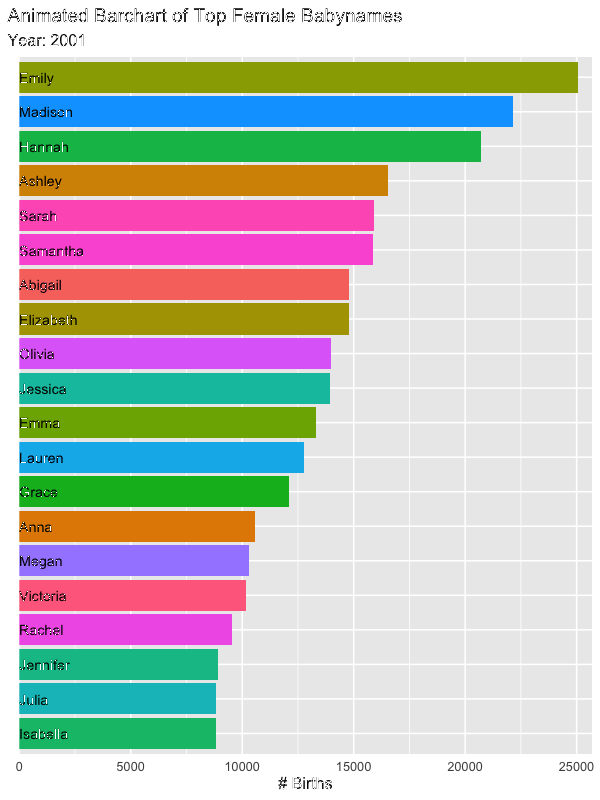 Animated Barchart of Top Female Babynames
Year: 2001
Emily
Madison
Hannah
Ashley
Sarah
Samantha
Abigail
Elizabeth
Olivia
Jessica
Emma
Lauren
Grace
Anna
Megan
Victoria
Rachel
Jennifer
Julia
Isabella
0 5000 10000 15000 20000 25000
# Births